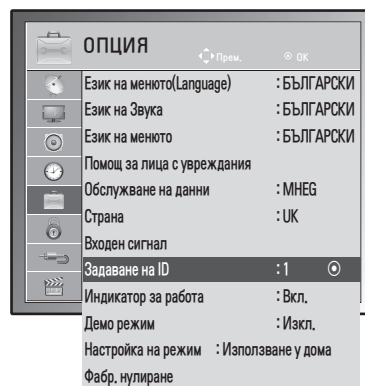 ОПЦИЯ
Прем. OK
Език на менюто(Language) : БЪЛГАРСКИ
Език на Звука : БЪЛГАРСКИ
Език на менюто : БЪЛГАРСКИ
Помощ за лица с увреждания
Обслужване на данни : MHEG
Страна : UK
Входен сигнал
Задаване на ID : 1
Индикатор за работа : Вкл.
Демо режим : Изкл.
Настройка на режим : Използване у дома
Фабр. нулиране